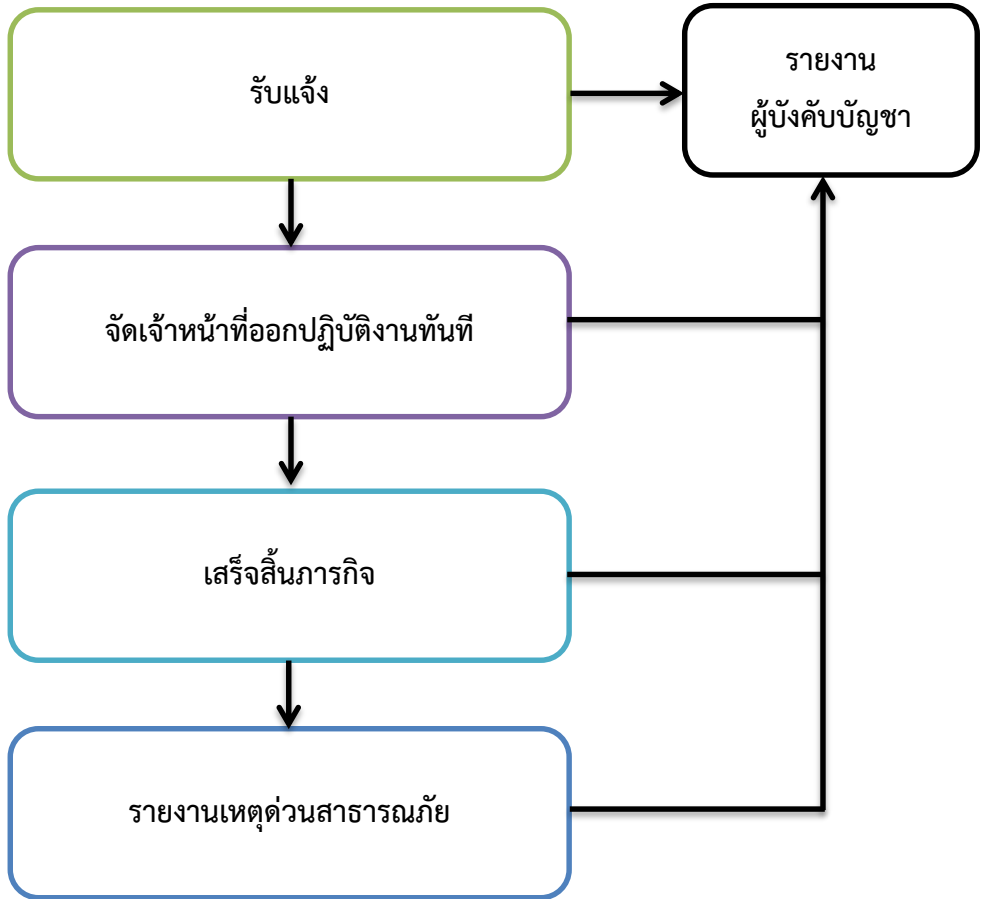 รับแจ้ง
รายงาน
ผู้บังคับบัญชา
จัดเจ้าหน้าที่ออกปฏิบัติงานทันที
เสร็จสิ้นภารกิจ
รายงานเหตุด่วนสาธารณภัย